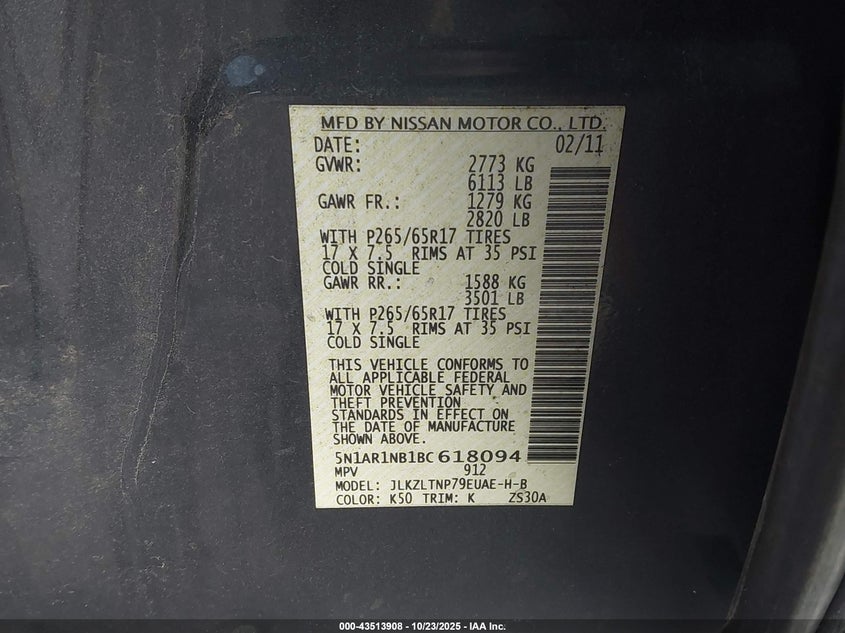 MFD BY NISSAN MOTOR CO., LTD.
DATE: 02/11
GVWR: 2773 KG
6113 LB
GAWR FR.: 1279 KG
2820 LB
WITH P265/65R17 TIRES
17 X 7.5 RIMS AT 35 PSI
COLD SINGLE
GAWR RR.: 1588 KG
3501 LB
WITH P265/65R17 TIRES
17 X 7.5 RIMS AT 35 PSI
COLD SINGLE
THIS VEHICLE CONFORMS TO
ALL APPLICABLE FEDERAL
MOTOR VEHICLE SAFETY AND
THEFT PREVENTION
STANDARDS IN EFFECT ON
THE DATE OF MANUFACTURE
SHOWN ABOVE.
5N1AR1NB1BC618094
MPV 912
MODEL: JLKZLTNP79EUAE-H-B
COLOR: K50 TRIM: K ZS30A
000-43513908 - 10/23/2025 - IAA Inc.